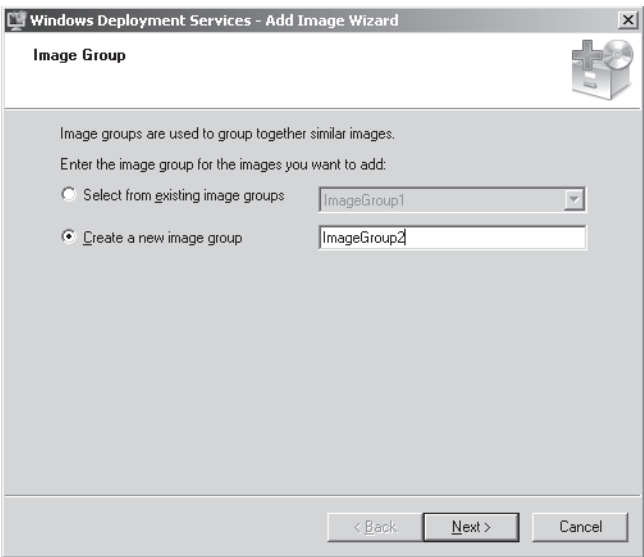 Windows Deployment Services - Add Image Wizard
Image Group
Image groups are used to group together similar images.
Enter the image group for the images you want to add:
Select from existing image groups
ImageGroup1
Create a new image group
ImageGroup2
< Back
Next >
Cancel